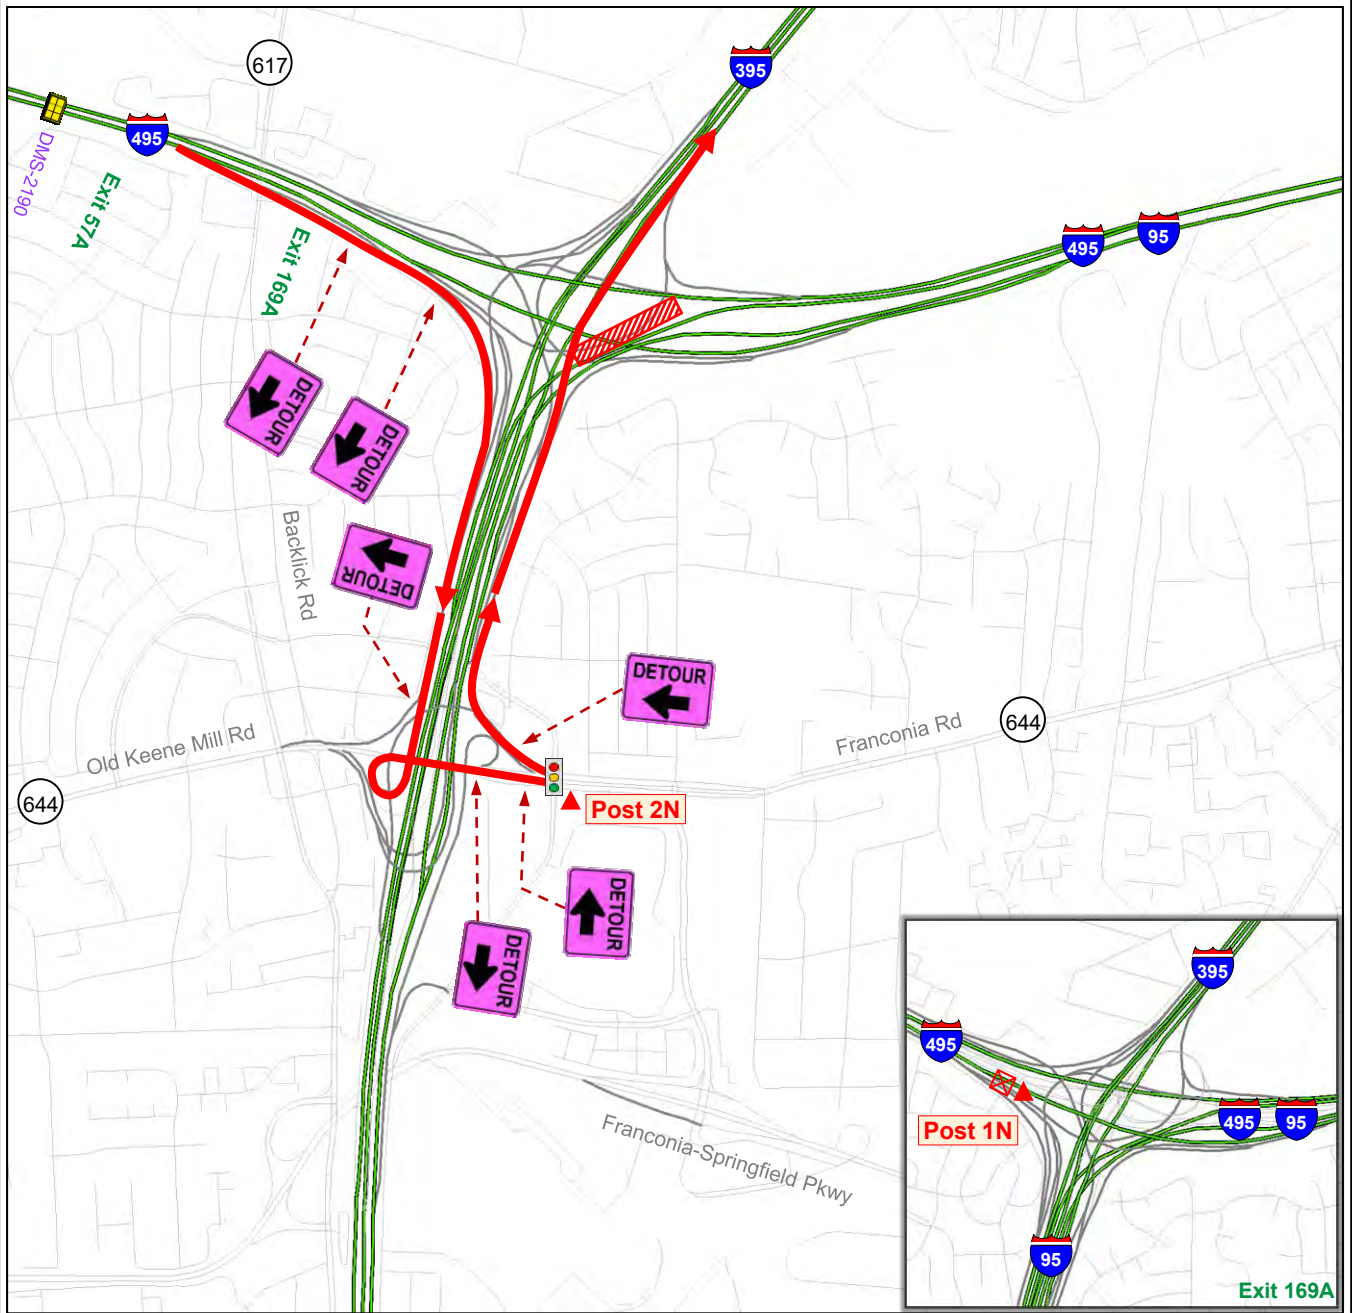 617
395
495
DMS-2190
Exit 57A
Exit 169A
495
95
DETOUR
DETOUR
Backlick Rd
DETOUR
DETOUR
Old Keene Mill Rd
Franconia Rd
644
644
Post 2N
DETOUR
DETOUR
Franconia-Springfield Pkwy
395
495
Post 1N
495
95
95
Exit 169A